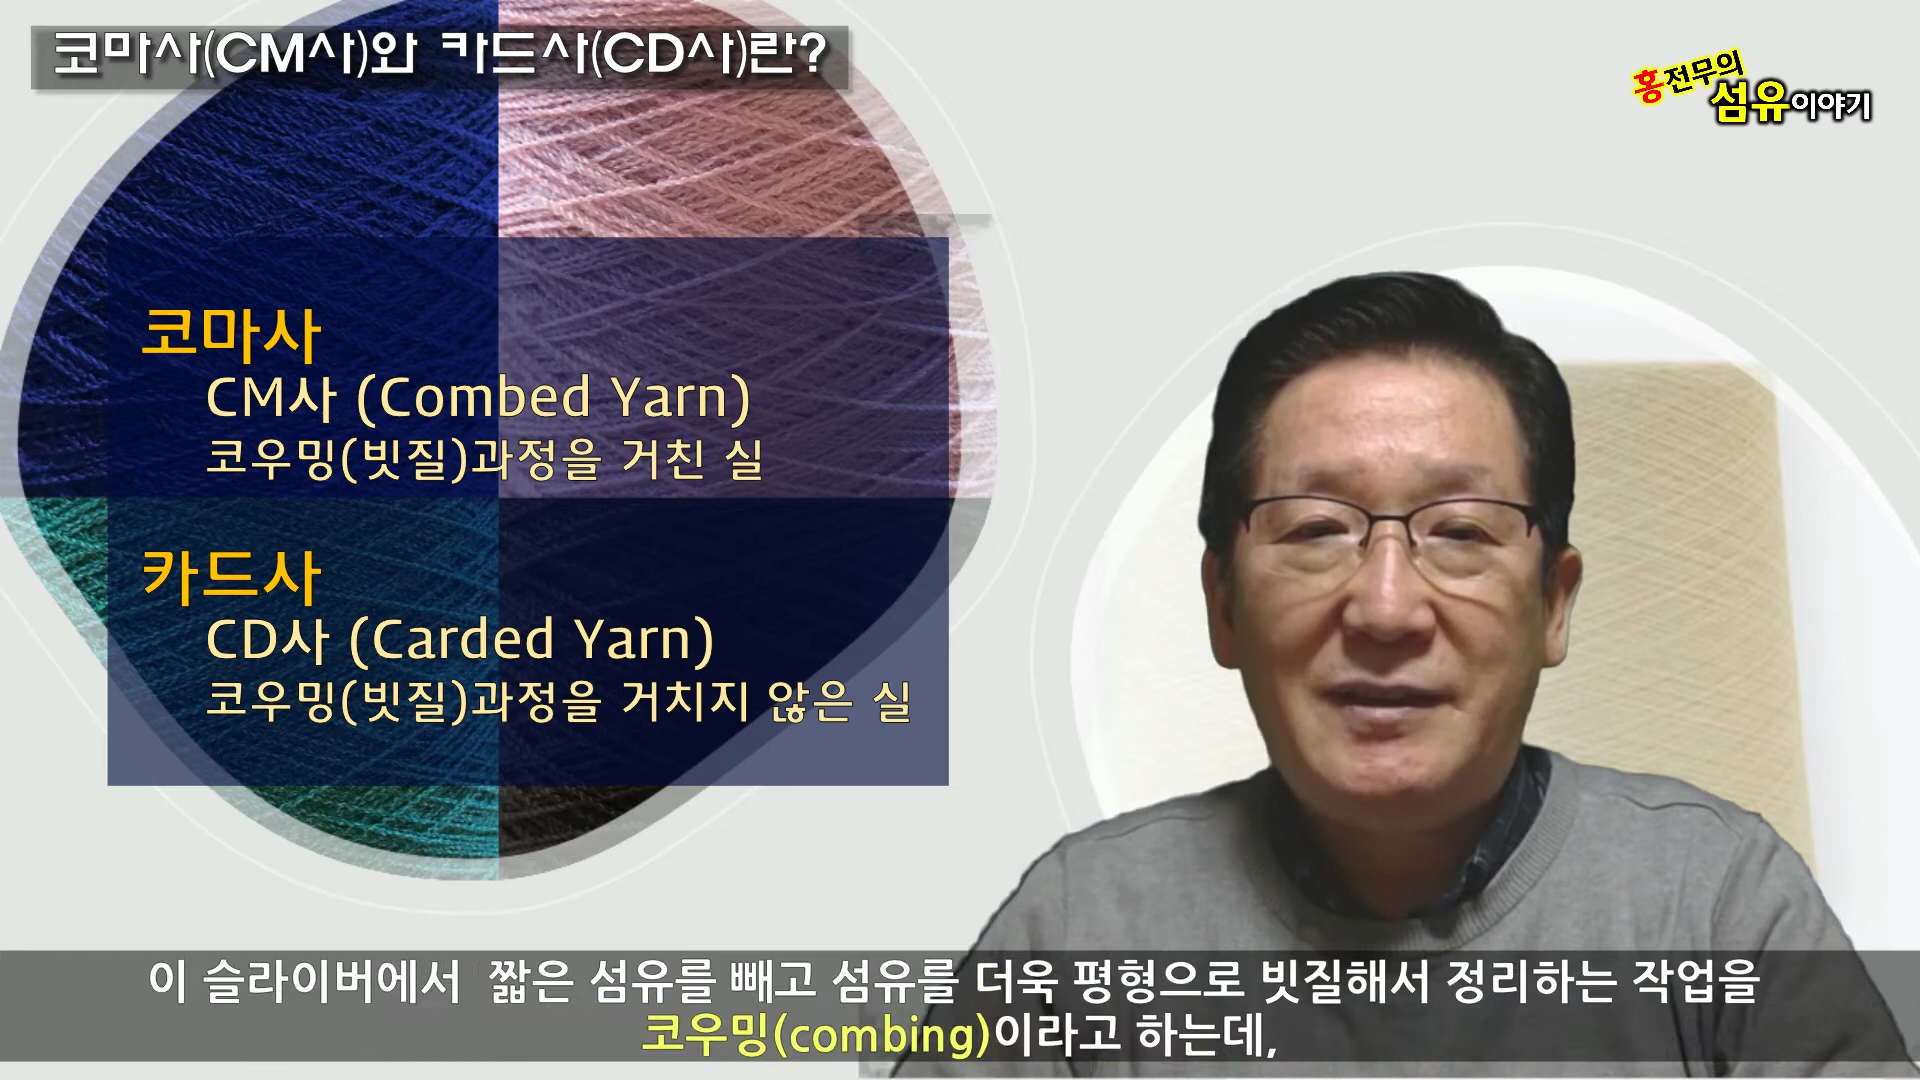 코마사(CM사)와 카드사(CD사)란?
홍전무의
섬유이야기
코마사
CM사 (Combed Yarn)
코우밍(빗질)과정을 거친 실
카드사
CD사 (Carded Yarn)
코우밍(빗질)과정을 거치지 않은 실
이 슬라이버에서 짧은 섬유를 빼고 섬유를 더욱 평형으로 빗질해서 정리하는 작업을
코우밍(combing)이라고 하는데,